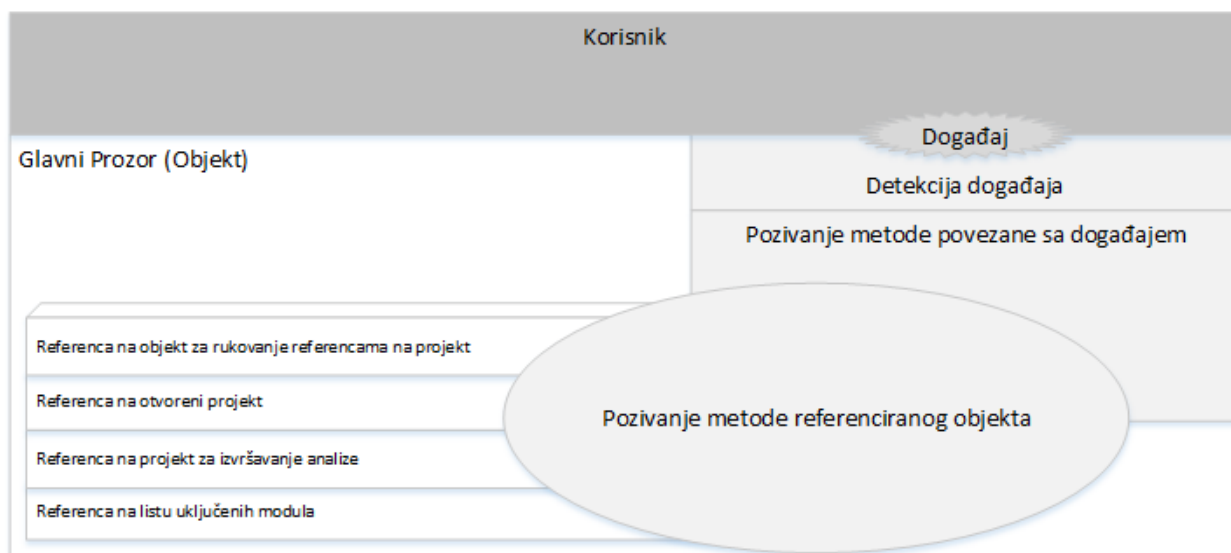 Korisnik
Događaj
Glavni Prozor (Objekt)
Detekcija događaja
Pozivanje metode povezane sa događajem
Referenca na objekt za rukovanje referencama na projekt
Referenca na otvoreni projekt
Pozivanje metode referenciranog objekta
Referenca na projekt za izvršavanje analize
Referenca na listu uključenih modula